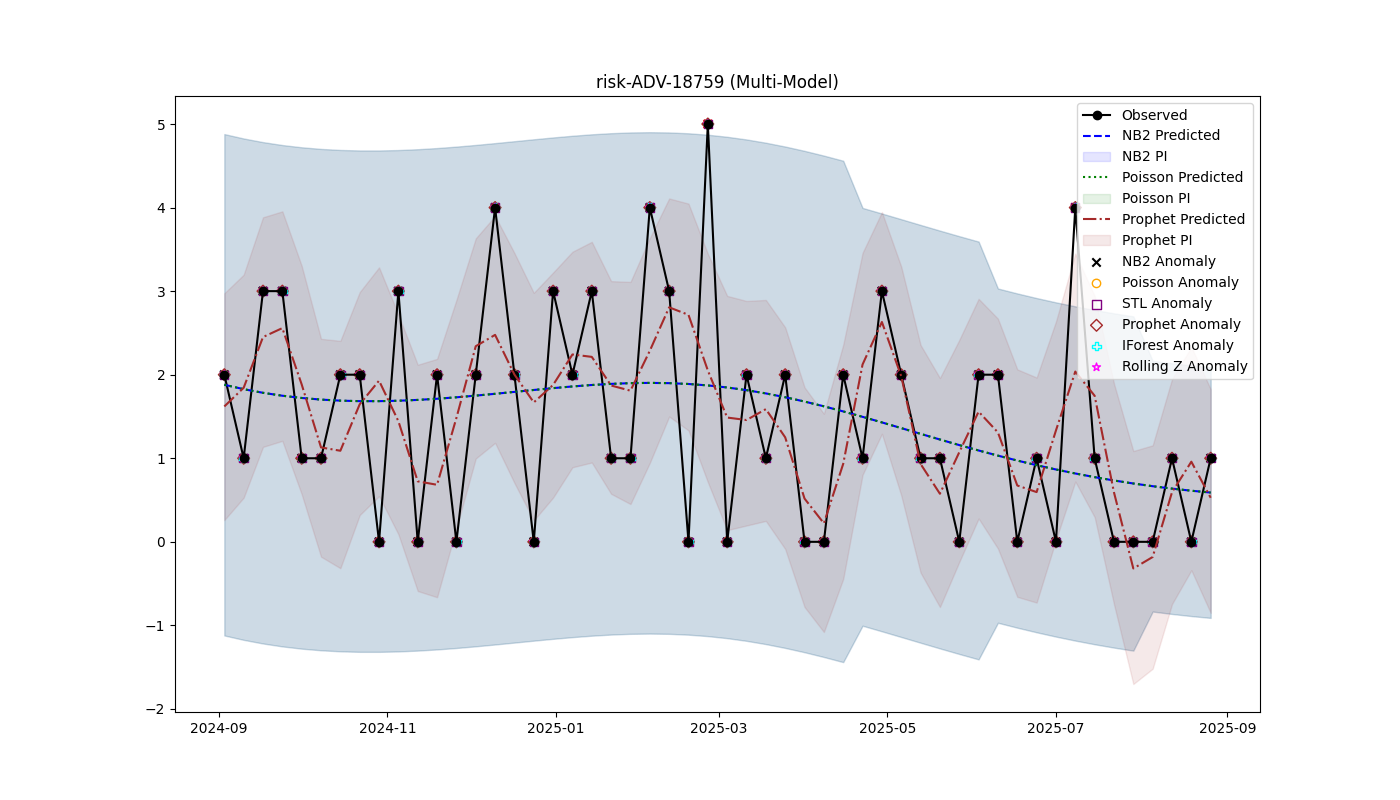 risk-ADV-18759 (Multi-Model)
5
4
3
2
1
0
−1
−2
2024-09
2024-11
2025-01
2025-03
2025-05
2025-07
2025-09
Observed
NB2 Predicted
NB2 PI
Poisson Predicted
Poisson PI
Prophet Predicted
Prophet PI
NB2 Anomaly
Poisson Anomaly
STL Anomaly
Prophet Anomaly
IForest Anomaly
Rolling Z Anomaly